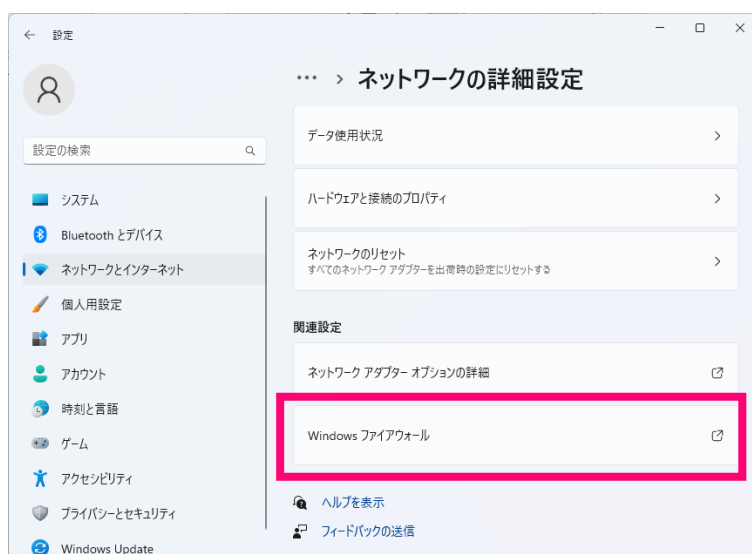 設定
ネットワークの詳細設定
設定の検索
システム
Bluetooth とデバイス
ネットワークとインターネット
個人用設定
アプリ
アカウント
時刻と言語
ゲーム
アクセシビリティ
プライバシーとセキュリティ
Windows Update
データ使用状況
ハードウェアと接続のプロパティ
ネットワークのリセット
すべてのネットワーク アダプターを出荷時の設定にリセットする
関連設定
ネットワーク アダプター オプションの詳細
Windows ファイアウォール
ヘルプを表示
フィードバックの送信